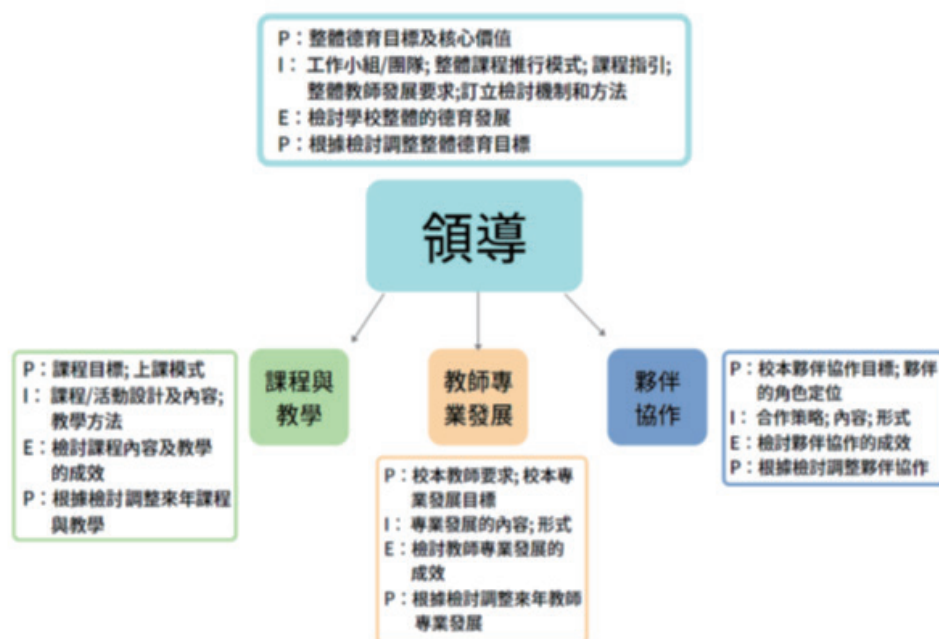 P：整體德育目標及核心價值
I： 工作小組/團隊; 整體課程推行模式; 課程指引;
整體教師發展要求;訂立檢討機制和方法
E：檢討學校整體的德育發展
P：根據檢討調整整體德育目標
領導
P：課程目標; 上課模式
I： 課程/活動設計及內容;
教學方法
E：檢討課程內容及教學
的成效
P：根據檢討調整來年課程
與教學
課程與
教學
教師專
業發展
P：校本教師要求; 校本專
業發展目標
I： 專業發展的內容; 形式
E：檢討教師專業發展的
成效
P：根據檢討調整來年教師
專業發展
夥伴
協作
P：校本夥伴協作目標; 夥伴
的角色定位
I： 合作策略; 內容; 形式
E：檢討夥伴協作的成效
P：根據檢討調整夥伴協作